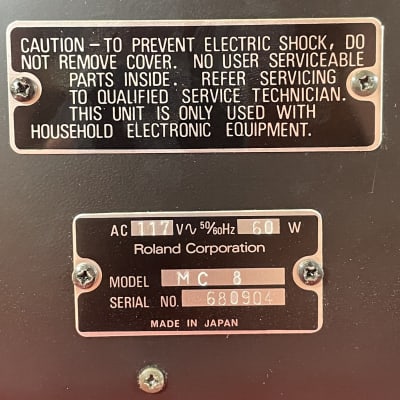 CAUTION – TO PREVENT ELECTRIC SHOCK, DO
NOT REMOVE COVER. NO USER SERVICEABLE
PARTS INSIDE. REFER SERVICING
TO QUALIFIED SERVICE TECHNICIAN.
THIS UNIT IS ONLY USED WITH
HOUSEHOLD ELECTRONIC EQUIPMENT.
AC 117 V∿ 50/60Hz 60 W
Roland Corporation
MODEL MC 8
SERIAL NO. 680904
MADE IN JAPAN